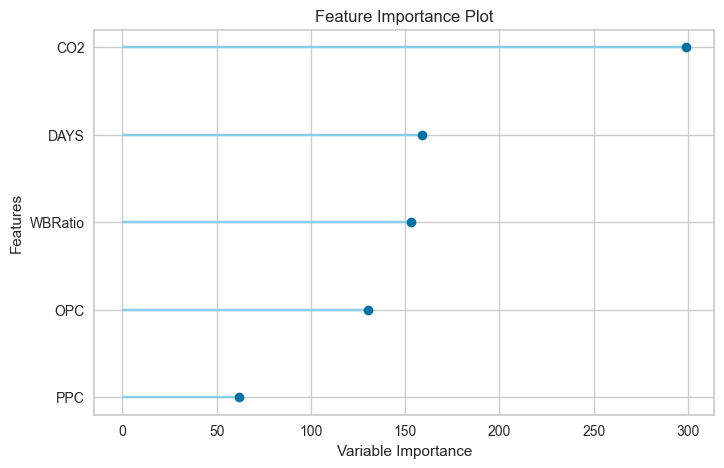 Feature Importance Plot
CO2
DAYS
WBRatio
OPC
PPC
Features
0 50 100 150 200 250 300
Variable Importance